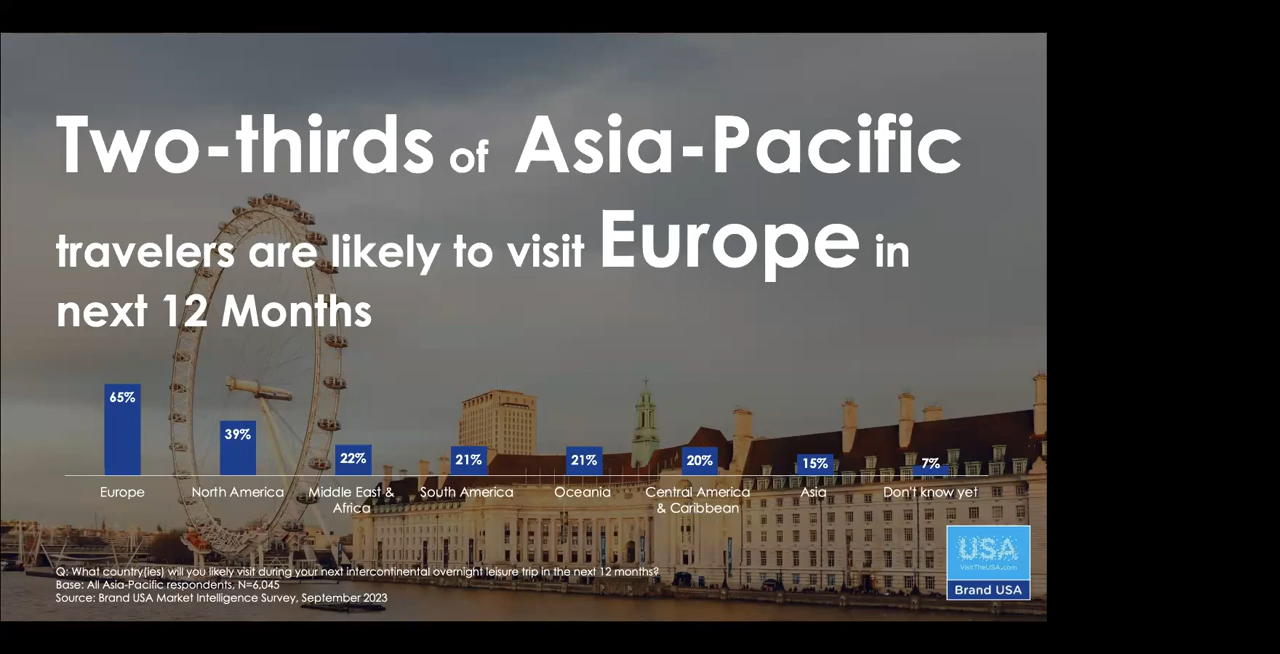 Two-thirds of Asia-Pacific
travelers are likely to visit Europe in
next 12 Months
65%
39%
22%
21%
21%
20%
15%
7%
Europe
North America
Middle East &
Africa
South America
Oceania
Central America
& Caribbean
Asia
Don't know yet
Q: What country(ies) will you likely visit during your next intercontinental overnight leisure trip in the next 12 months?
Base: All Asia-Pacific respondents, N=6,045
Source: Brand USA Market Intelligence Survey, September 2023
USA
VisitTheUSA.com
Brand USA